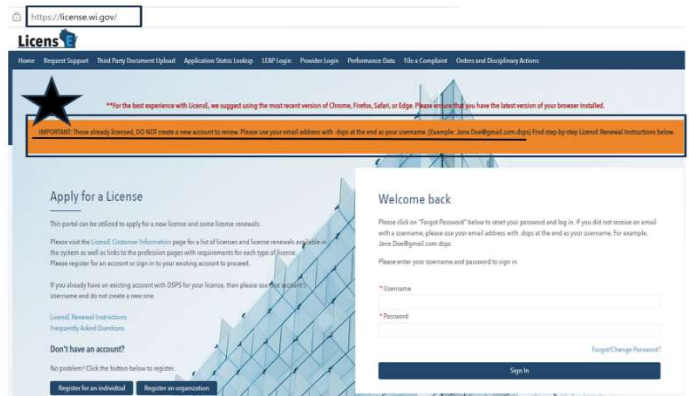 https://license.wi.gov/
LicensE
Home Request Support Third Party Document Upload Application Status Lookup LEAP Login Provider Login Performance Data File a Complaint Orders and Disciplinary Actions
**For the best experience with LicensE, we suggest using the most recent version of Chrome, Firefox, Safari, or Edge. Please ensure that you have the latest version of your browser installed.
IMPORTANT: Those already licensed, DO NOT create a new account to renew. Please use your email address with .dsps at the end as your username. (Example: Jane.Doe@gmail.com.dsps) Find step-by-step LicensE Renewal Instructions below.
Apply for a License
This portal can be utilized to apply for a new license and some license renewals.
Please visit the LicensE Customer Information page for a list of licenses and license renewals available in
the system as well as links to the profession pages with requirements for each type of license.
Please register for an account or sign in to your existing account to proceed.
If you already have an existing account with DSPS for your license, then please use that account's
username and do not create a new one.
LicensE Renewal Instructions
Frequently Asked Questions
Don't have an account?
No problem! Click the button below to register.
Register for an individual Register an organization
Welcome back
Please click on "Forgot Password" below to reset your password and log in. If you did not receive an email
with a username, please use your email address with .dsps at the end as your username. For example,
Jane.Doe@gmail.com.dsps.
Please enter your username and password to sign in.
* Username
* Password
Forgot/Change Password?
Sign In